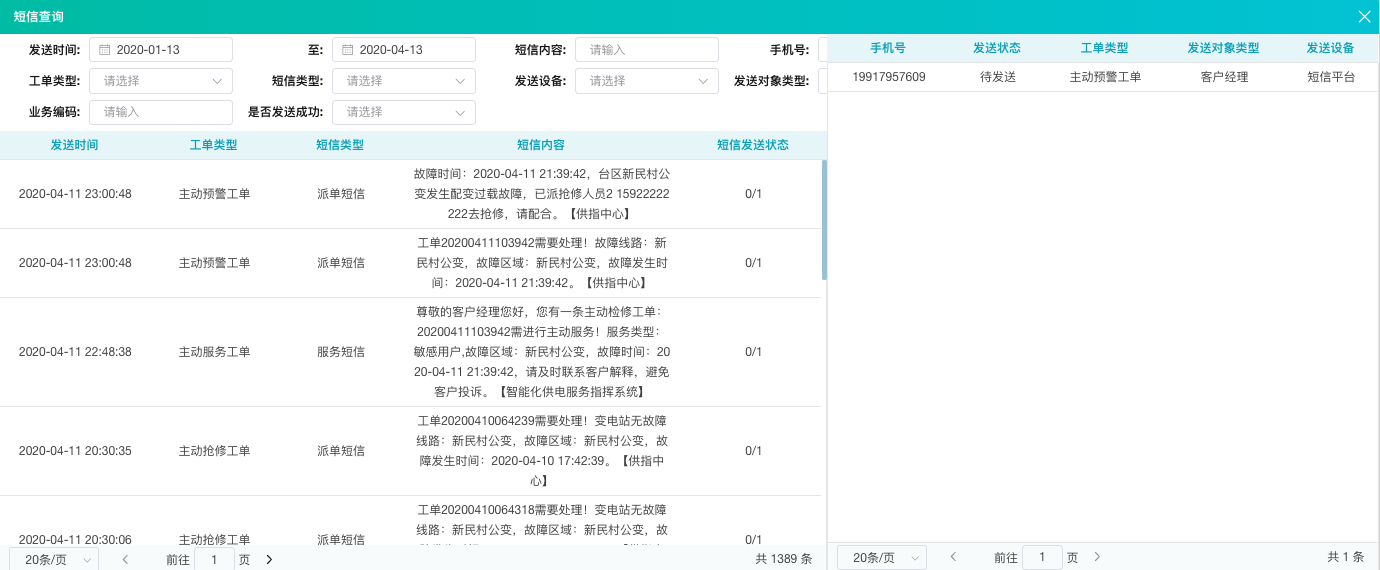 短信查询
发送时间: 2020-01-13 至: 2020-04-13 短信内容: 请输入 手机号:
工单类型: 请选择 短信类型: 请选择 发送设备: 请选择 发送对象类型:
业务编码: 请输入 是否发送成功: 请选择
发送时间 工单类型 短信类型 短信内容 短信发送状态
2020-04-11 23:00:48 主动预警工单 派单短信 0/1
故障时间：2020-04-11 21:39:42，台区新民村公
变发生配变过载故障，已派抢修人员2 15922222
222去抢修，请配合。【供指中心】
2020-04-11 23:00:48 主动预警工单 派单短信 0/1
工单20200411103942需要处理！故障线路：新
民村公变，故障区域：新民村公变，故障发生时
间：2020-04-11 21:39:42。【供指中心】
2020-04-11 22:48:38 主动服务工单 服务短信 0/1
尊敬的客户经理您好，您有一条主动检修工单：
20200411103942需进行主动服务！服务类型：
敏感用户,故障区域：新民村公变，故障时间：20
20-04-11 21:39:42，请及时联系客户解释，避免
客户投诉。【智能化供电服务指挥系统】
2020-04-11 20:30:35 主动抢修工单 派单短信 0/1
工单20200410064239需要处理！变电站无故障
线路：新民村公变，故障区域：新民村公变，故
障发生时间：2020-04-10 17:42:39。【供指中
心】
2020-04-11 20:30:06 主动抢修工单 派单短信 0/1
工单20200410064318需要处理！变电站无故障
线路：新民村公变，故障区域：新民村公变，故
20条/页 前往 1 页 共 1389 条
手机号 发送状态 工单类型 发送对象类型 发送设备
19917957609 待发送 主动预警工单 客户经理 短信平台
20条/页 前往 1 页 共 1 条